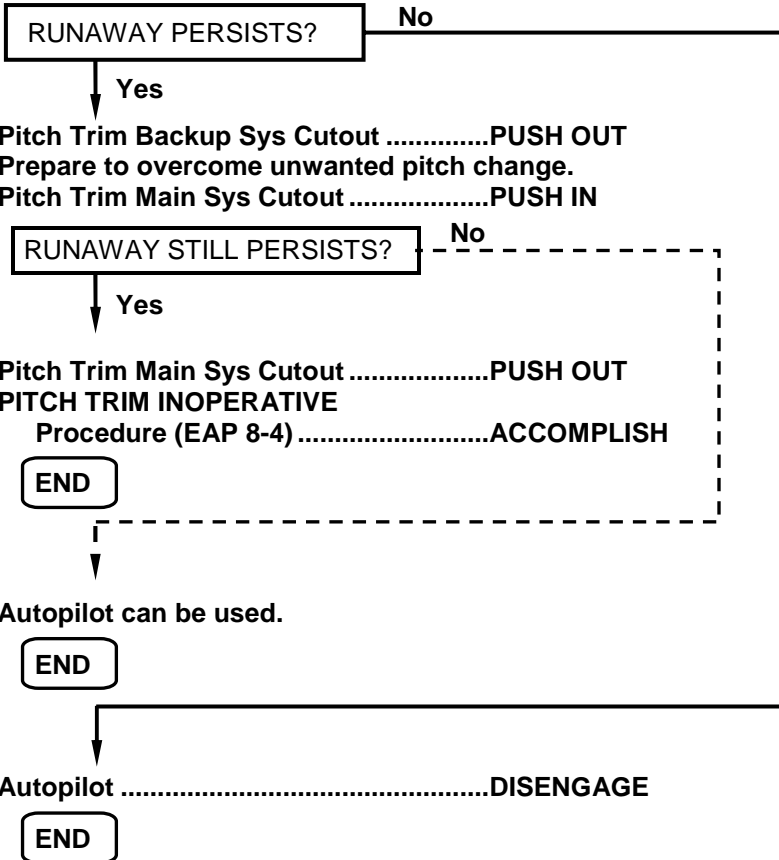 RUNAWAY PERSISTS?
No
Yes
Pitch Trim Backup Sys Cutout ..............PUSH OUT
Prepare to overcome unwanted pitch change.
Pitch Trim Main Sys Cutout ...................PUSH IN
RUNAWAY STILL PERSISTS?
No
Yes
Pitch Trim Main Sys Cutout ...................PUSH OUT
PITCH TRIM INOPERATIVE
Procedure (EAP 8-4) ..........................ACCOMPLISH
END
Autopilot can be used.
END
Autopilot ..................................................DISENGAGE
END